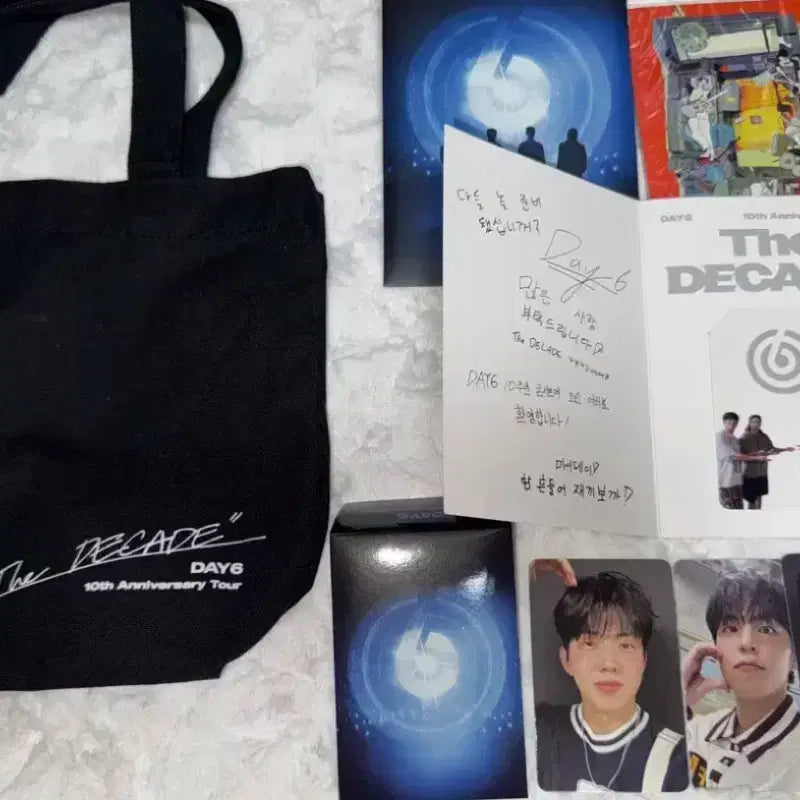 "The DECADE"
DAY6
10th Anniversary Tour
다들 놀 준비
됐습니까?
Day6
많은 사랑
부탁드립니다
The DECADE
DAY6 10주년 콘서트에 오신 여러분
환영합니다!
마이데이!
함 흔들어 재끼보까?
DAY6
10th Anniv
The
DECA